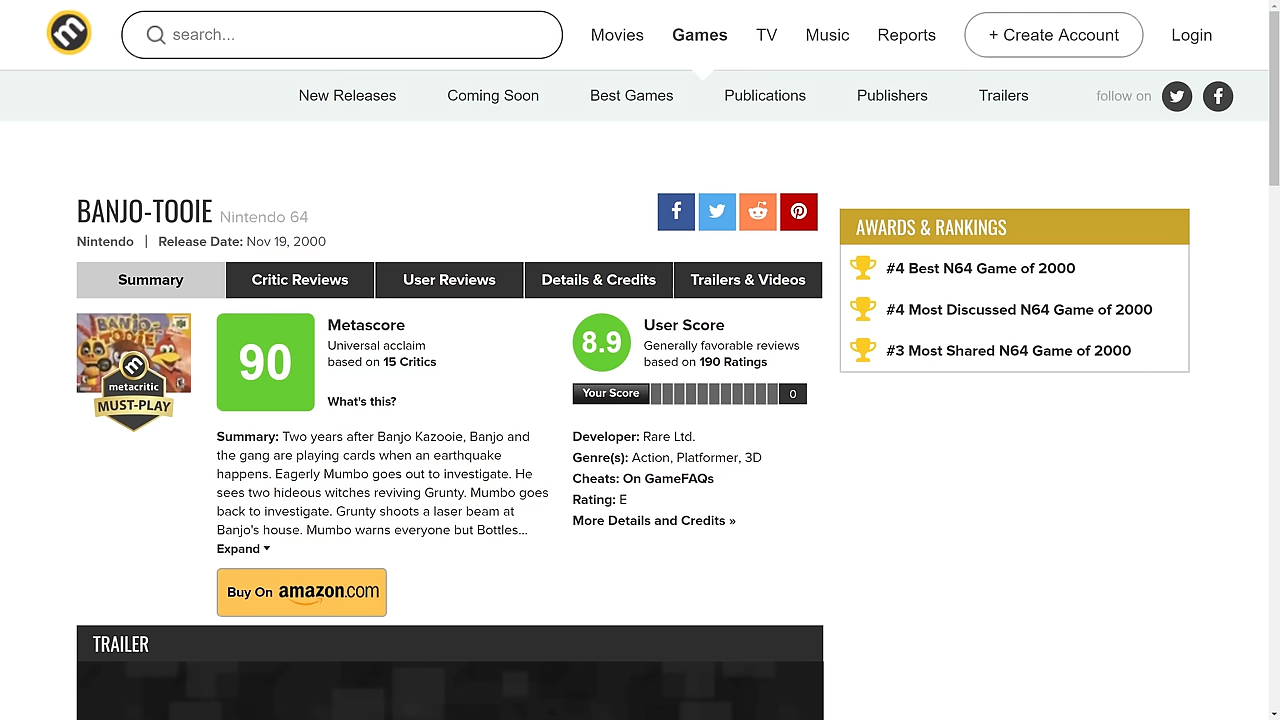 search...
Movies
Games
TV
Music
Reports
+ Create Account
Login
New Releases
Coming Soon
Best Games
Publications
Publishers
Trailers
follow on
BANJO-TOOIE Nintendo 64
Nintendo | Release Date: Nov 19, 2000
Summary
Critic Reviews
User Reviews
Details & Credits
Trailers & Videos
BANJO-TOOIE
metacritic
MUST-PLAY
90
Metascore
Universal acclaim
based on 15 Critics
What's this?
8.9
User Score
Generally favorable reviews
based on 190 Ratings
Your Score
0
Summary: Two years after Banjo Kazooie, Banjo and
the gang are playing cards when an earthquake
happens. Eagerly Mumbo goes out to investigate. He
sees two hideous witches reviving Grunty. Mumbo goes
back to investigate. Grunty shoots a laser beam at
Banjo's house. Mumbo warns everyone but Bottles...
Expand
Developer: Rare Ltd.
Genre(s): Action, Platformer, 3D
Cheats: On GameFAQs
Rating: E
More Details and Credits »
Buy On amazon.com
TRAILER
AWARDS & RANKINGS
#4 Best N64 Game of 2000
#4 Most Discussed N64 Game of 2000
#3 Most Shared N64 Game of 2000